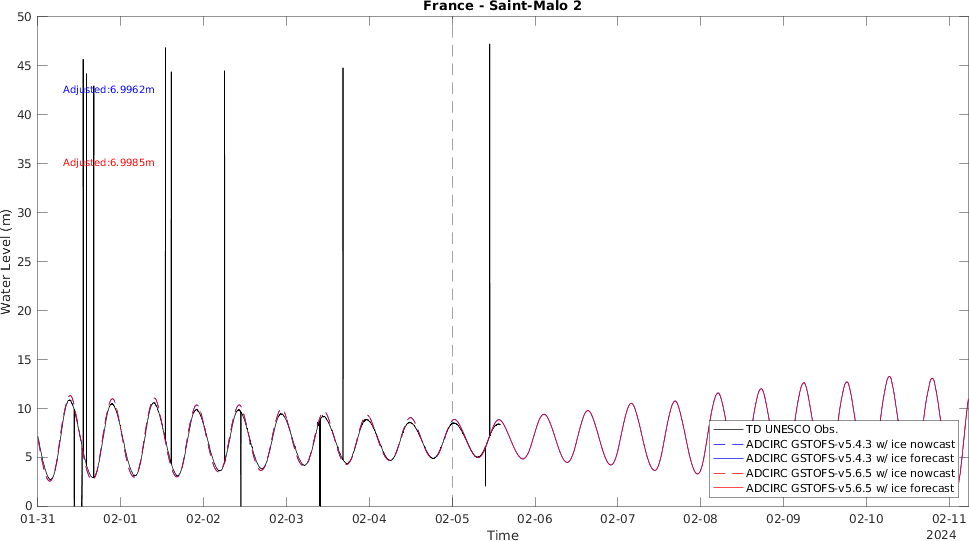 France - Saint-Malo 2
50
45
40
35
30
25
20
15
10
5
0
Water Level (m)
Adjusted:6.9962m
Adjusted:6.9985m
TD UNESCO Obs.
ADCIRC GSTOFS-v5.4.3 w/ ice nowcast
ADCIRC GSTOFS-v5.4.3 w/ ice forecast
ADCIRC GSTOFS-v5.6.5 w/ ice nowcast
ADCIRC GSTOFS-v5.6.5 w/ ice forecast
01-31 02-01 02-02 02-03 02-04 02-05 02-06 02-07 02-08 02-09 02-10 02-11
Time
2024